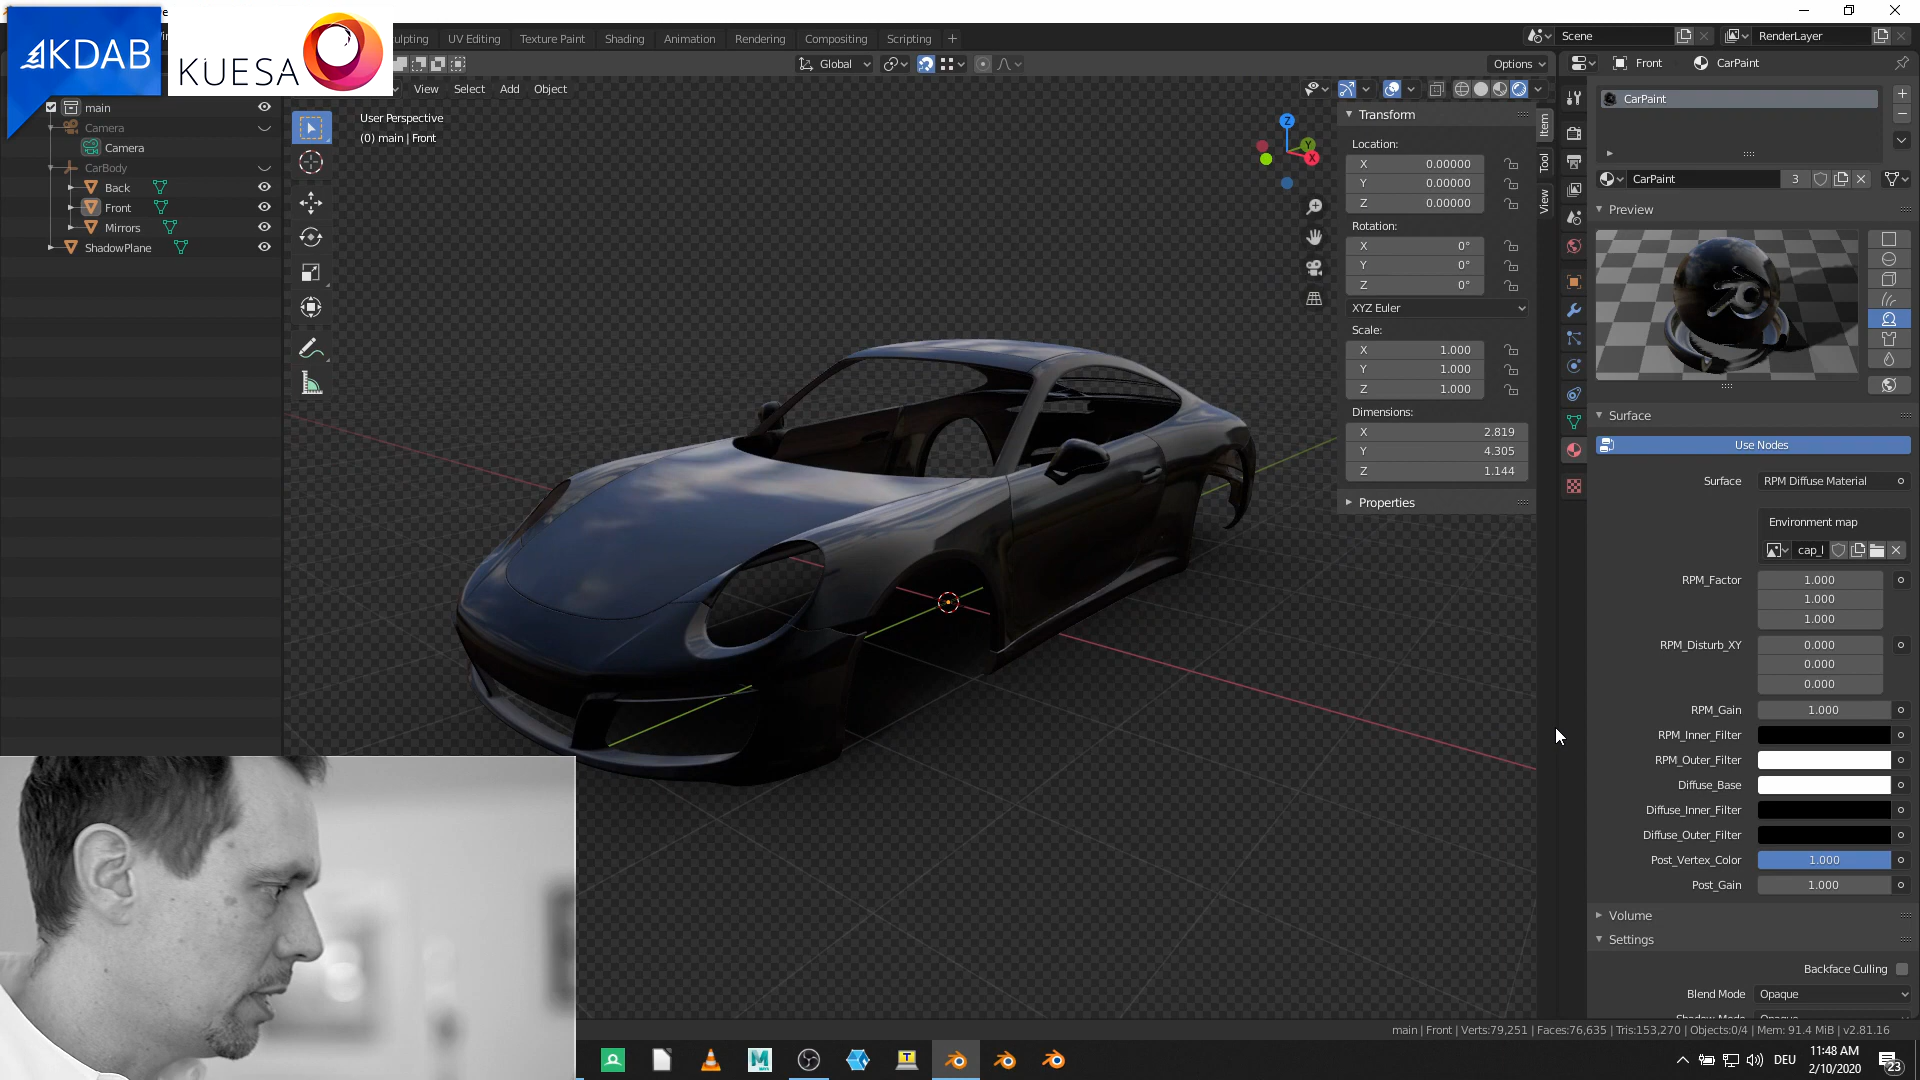 KDAB
KUESA
ulpting
UV Editing
Texture Paint
Shading
Animation
Rendering
Compositing
Scripting
Scene
RenderLayer
Global
Options
Front
CarPaint
View
Select
Add
Object
main
Camera
Camera
CarBody
Back
Front
Mirrors
ShadowPlane
User Perspective
(0) main | Front
Z
Y
X
Transform
Location:
X 0.00000
Y 0.00000
Z 0.00000
Rotation:
X 0°
Y 0°
Z 0°
XYZ Euler
Scale:
X 1.000
Y 1.000
Z 1.000
Dimensions:
X 2.819
Y 4.305
Z 1.144
Properties
Item
Tool
View
CarPaint
CarPaint 3
Preview
Surface
Use Nodes
Surface RPM Diffuse Material
Environment map
cap_l
RPM_Factor 1.000
1.000
1.000
RPM_Disturb_XY 0.000
0.000
0.000
RPM_Gain 1.000
RPM_Inner_Filter
RPM_Outer_Filter
Diffuse_Base
Diffuse_Inner_Filter
Diffuse_Outer_Filter
Post_Vertex_Color 1.000
Post_Gain 1.000
Volume
Settings
Backface Culling
Blend Mode Opaque
main | Front | Verts:79,251 | Faces:76,635 | Tris:153,270 | Objects:0/4 | Mem: 91.4 MiB | v2.81.16
M
T
DEU
11:48 AM
2/10/2020
23